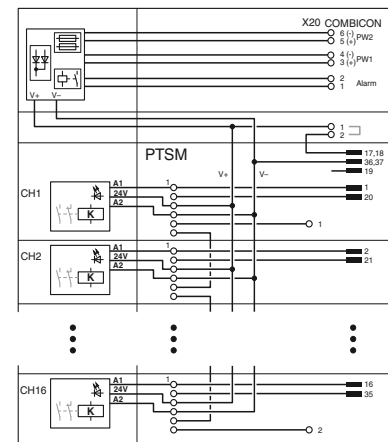 X20 COMBICON
6 (-)
5 (+) PW2
4 (-)
3 (+) PW1
2
1 Alarm
V+ V–
1
2
PTSM
17,18
36,37
19
V+ V–
CH1
A1
24V
A2
K
1
1
20
1
CH2
A1
24V
A2
K
1
2
21
CH16
A1
24V
A2
K
1
16
35
2